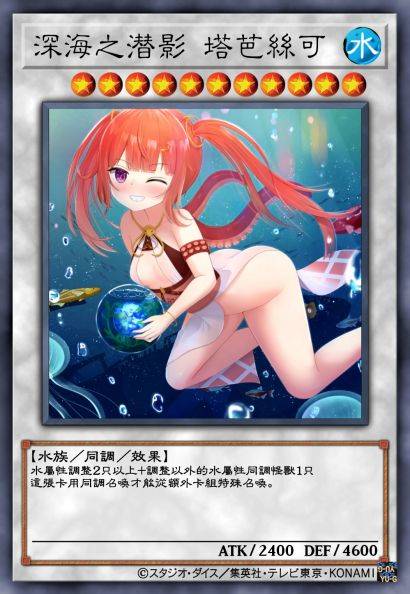 深海之潜影 塔芭絲可
水
【水族／同調／效果】
水屬性調整2只以上+調整以外的水屬性同調怪獸1只
這張卡用同調召喚才能從額外卡組特殊召喚。
ATK/2400 DEF/4600
©スタジオ・ダイス／集英社・テレビ東京・KONAMI